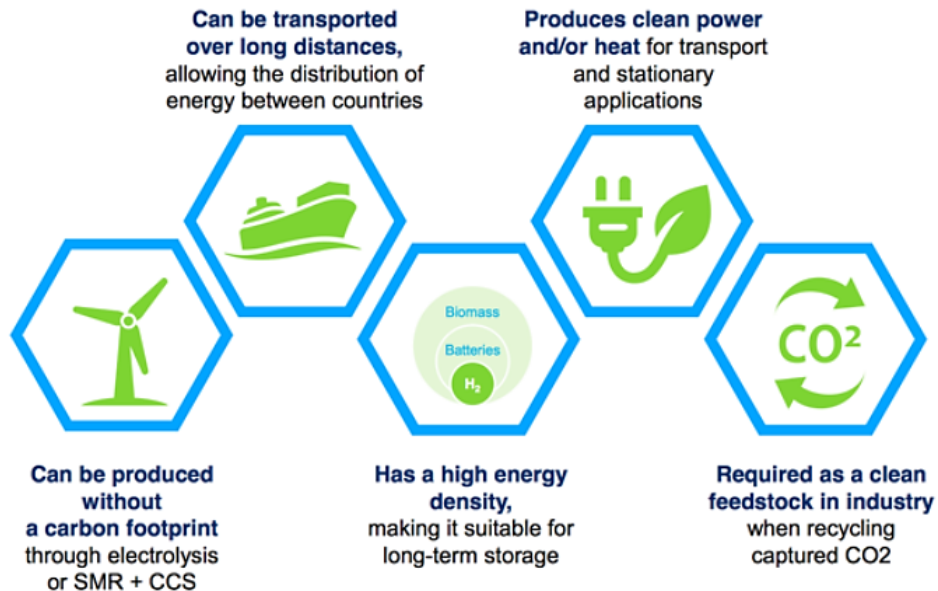 Can be transported
over long distances,
allowing the distribution of
energy between countries
Produces clean power
and/or heat for transport
and stationary
applications
Biomass
Batteries
H₂
CO²
Can be produced
without
a carbon footprint
through electrolysis
or SMR + CCS
Has a high energy
density,
making it suitable for
long-term storage
Required as a clean
feedstock in industry
when recycling
captured CO2